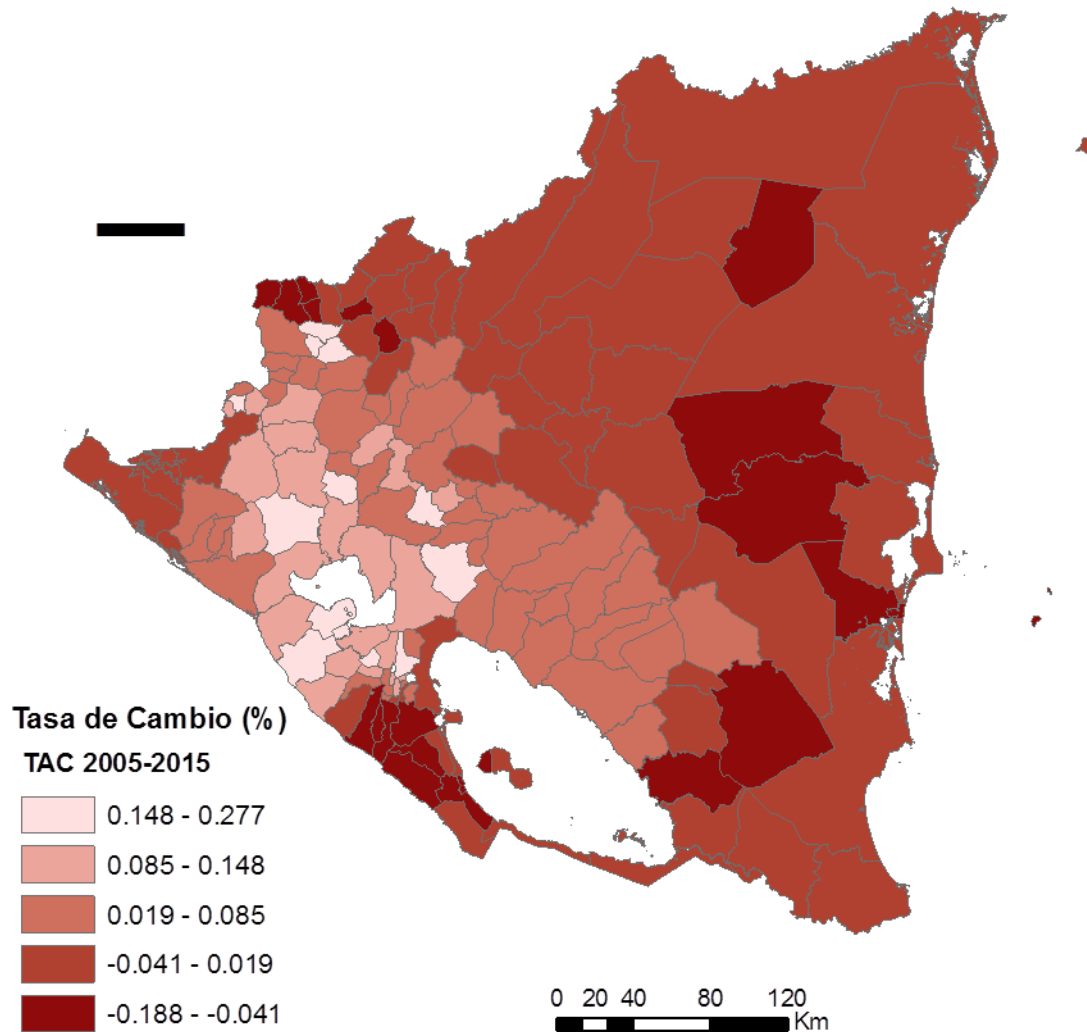 Tasa de Cambio (%)
TAC 2005-2015
0.148 - 0.277
0.085 - 0.148
0.019 - 0.085
-0.041 - 0.019
-0.188 - -0.041
0 20 40 80 120
Km